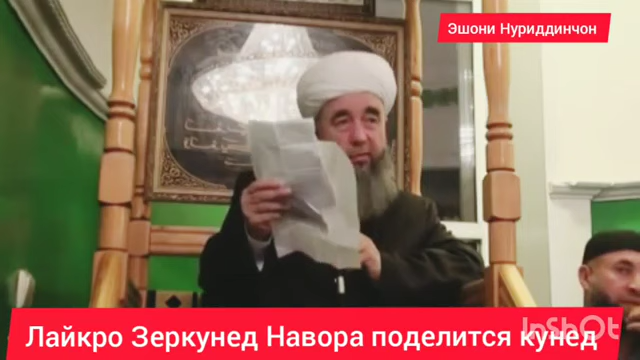 Эшони Нуриддинчон
Лайкро Зеркунед Навора поделится кунед
InShOt